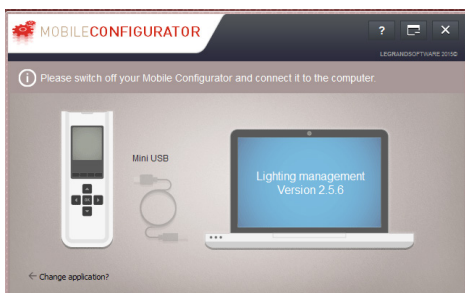 MOBILECONFIGURATOR
?
LEGRANDSOFTWARE 2015©
Please switch off your Mobile Configurator and connect it to the computer.
Mini USB
Lighting management
Version 2.5.6
Change application?